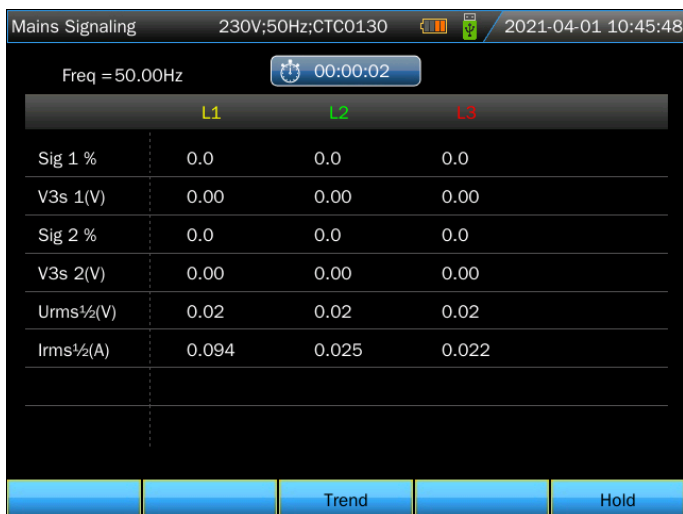 Mains Signaling 230V;50Hz;CTC0130 2021-04-01 10:45:48
Freq =50.00Hz 00:00:02
L1 L2 L3
Sig 1 % 0.0 0.0 0.0
V3s 1(V) 0.00 0.00 0.00
Sig 2 % 0.0 0.0 0.0
V3s 2(V) 0.00 0.00 0.00
Urms½(V) 0.02 0.02 0.02
Irms½(A) 0.094 0.025 0.022
Trend Hold